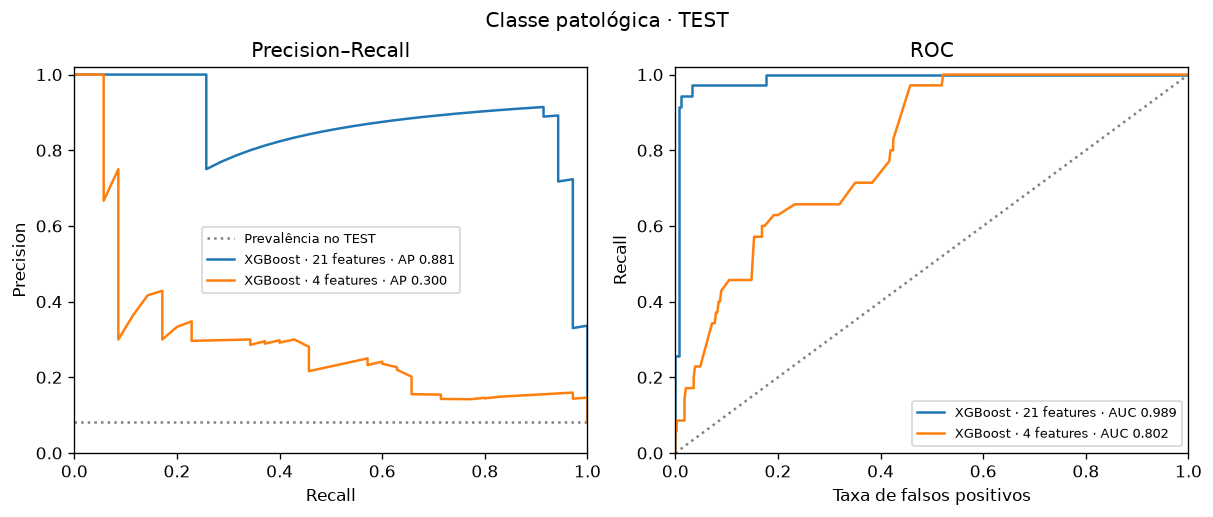 Classe patológica · TEST
Precision–Recall
1.0
0.8
0.6
0.4
0.2
0.0
Precision
0.0 0.2 0.4 0.6 0.8 1.0
Recall
Prevalência no TEST
XGBoost · 21 features · AP 0.881
XGBoost · 4 features · AP 0.300
ROC
1.0
0.8
0.6
0.4
0.2
0.0
Recall
0.0 0.2 0.4 0.6 0.8 1.0
Taxa de falsos positivos
XGBoost · 21 features · AUC 0.989
XGBoost · 4 features · AUC 0.802